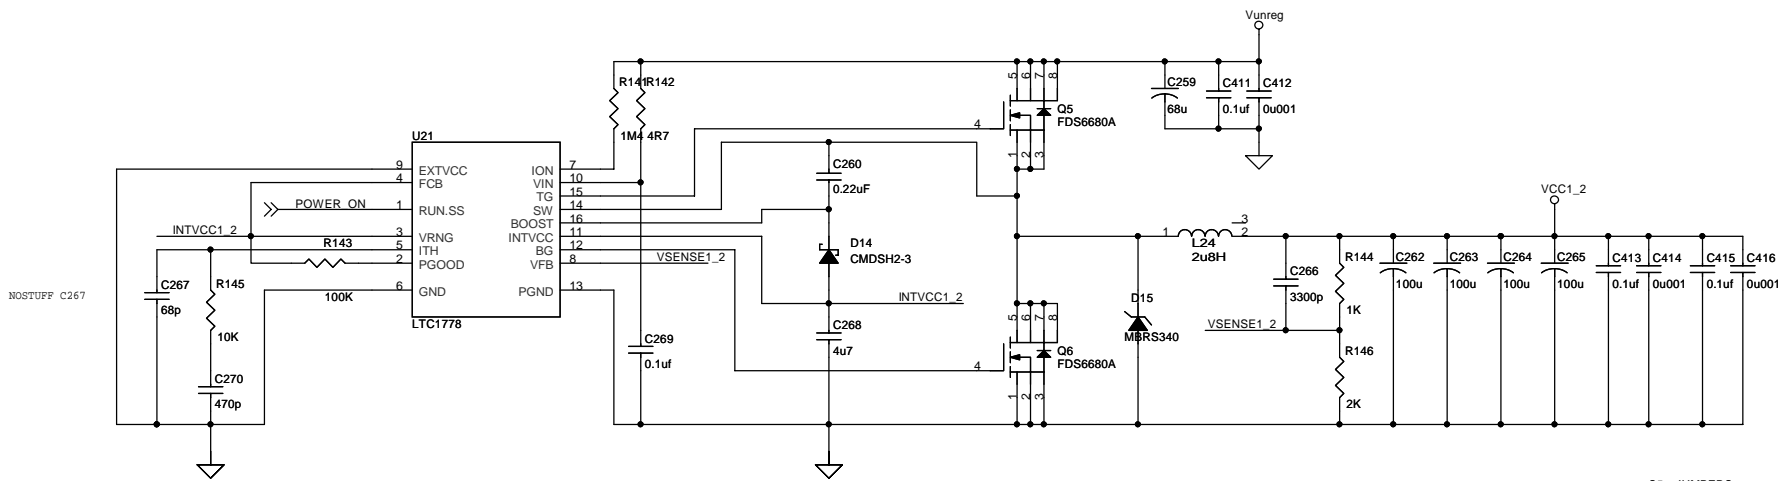 Vunreg
R141
R142
1M4
4R7
5
6
7
8
Q5
FDS6680A
4
1
2
3
C259
68u
C411
0.1uf
C412
0u001
U21
9
EXTVCC
4
FCB
1
RUN.SS
3
VRNG
5
ITH
2
PGOOD
6
GND
ION
7
VIN
10
TG
15
SW
14
BOOST
16
INTVCC
11
BG
12
VFB
8
PGND
13
LTC1778
POWER_ON
INTVCC1_2
R143
100K
NOSTUFF C267
C267
68p
R145
10K
C270
470p
VSENSE1_2
C269
0.1uf
C260
0.22uF
D14
CMDSH2-3
INTVCC1_2
C268
4u7
5
6
7
8
Q6
FDS6680A
4
1
2
3
D15
MBRS340
1
L24
2u8H
3
2
VCC1_2
C266
3300p
VSENSE1_2
R144
1K
R146
2K
C262
100u
C263
100u
C264
100u
C265
100u
C413
0.1uf
C414
0u001
C415
0.1uf
C416
0u001